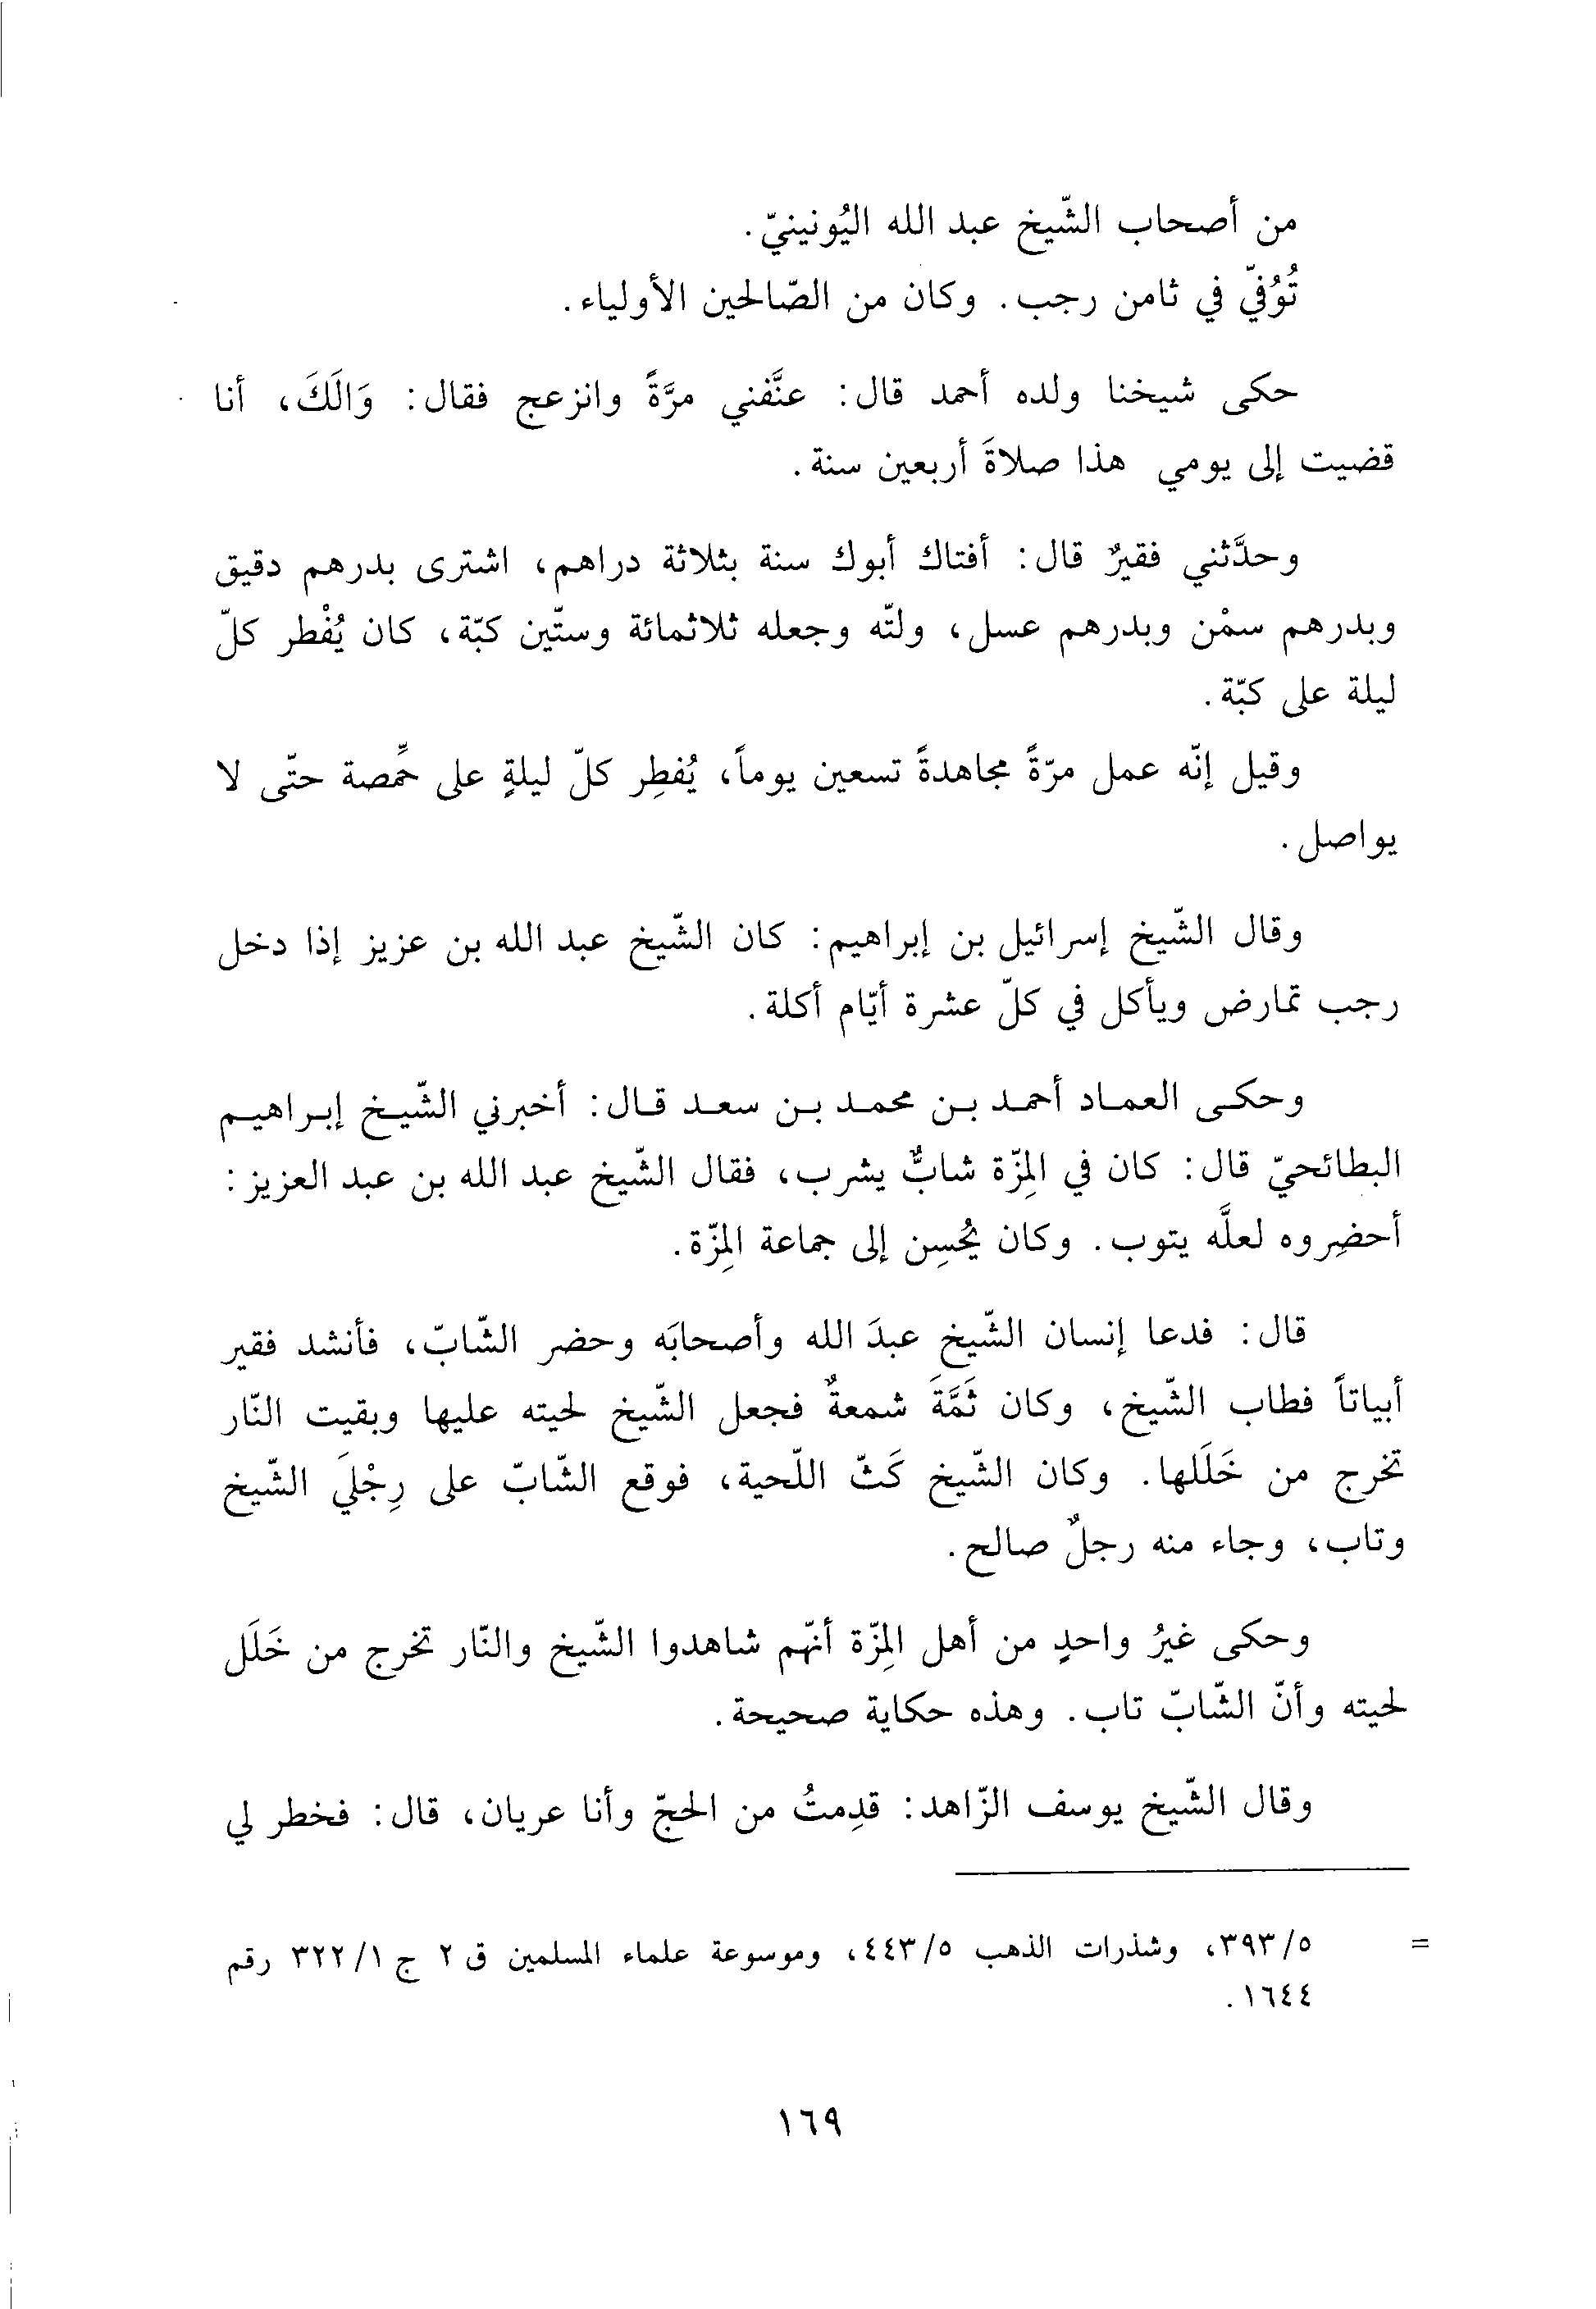 من أصحاب الشّيخ عبد الله اليُونينيّ.
تُوُفيّ في ثامن رجب. وكان من الصّالحين الأولياء.
حكى شيخنا ولده أحمد قال: عنَّفني مرَّةً وانزعج فقال: وَالَكَ، أنا
قضيت إلى يومي هذا صلاةَ أربعين سنة.
وحدَّثني فقيرٌ قال: أفتاك أبوك سنة بثلاثة دراهم، اشترى بدرهم دقيق
وبدرهم سمْن وبدرهم عسل، ولتّه وجعله ثلاثمائة وستّين كبّة، كان يُفْطر كلّ
ليلة على كبّة.
وقيل إنّه عمل مرّةً مجاهدةً تسعين يوماً، يُفطِر كلّ ليلةٍ على حِّمصة حتّى لا
يواصل.
وقال الشّيخ إسرائيل بن إبراهيم: كان الشّيخ عبد الله بن عزيز إذا دخل
رجب تمارض ويأكل في كلّ عشرة أيّام أكلة.
وحكى العماد أحمد بن محمد بن سعد قال: أخبرني الشّيخ إبراهيم
البطائحيّ قال: كان في المِزّة شابٌّ يشرب، فقال الشّيخ عبد الله بن عبد العزيز:
أحضِروه لعلَّه يتوب. وكان يُحْسِن إلى جماعة المِزّة.
قال: فدعا إنسان الشّيخ عبدَ الله وأصحابَه وحضر الشّابّ، فأنشد فقير
أبياتاً فطاب الشّيخ، وكان ثَمَّةَ شمعةٌ فجعل الشّيخ لحيته عليها وبقيت النّار
تخرج من خَلَلها. وكان الشّيخ كَثّ اللّحية، فوقع الشّابّ على رِجْلَي الشّيخ
وتاب، وجاء منه رجلٌ صالح.
وحكى غيرُ واحدٍ من أهل المِزّة أنّهم شاهدوا الشّيخ والنّار تخرج من خَلَل
لحيته وأنّ الشّابّ تاب. وهذه حكاية صحيحة.
وقال الشّيخ يوسف الزّاهد: قدِمتُ من الحجّ وأنا عريان، قال: فخطر لي
= ٥/‏٣٩٣، وشذرات الذهب ٥/‏٤٤٣، وموسوعة علماء المسلمين ق ٢ ج ١/‏٣٢٢ رقم
١٦٤٤.
١٦٩